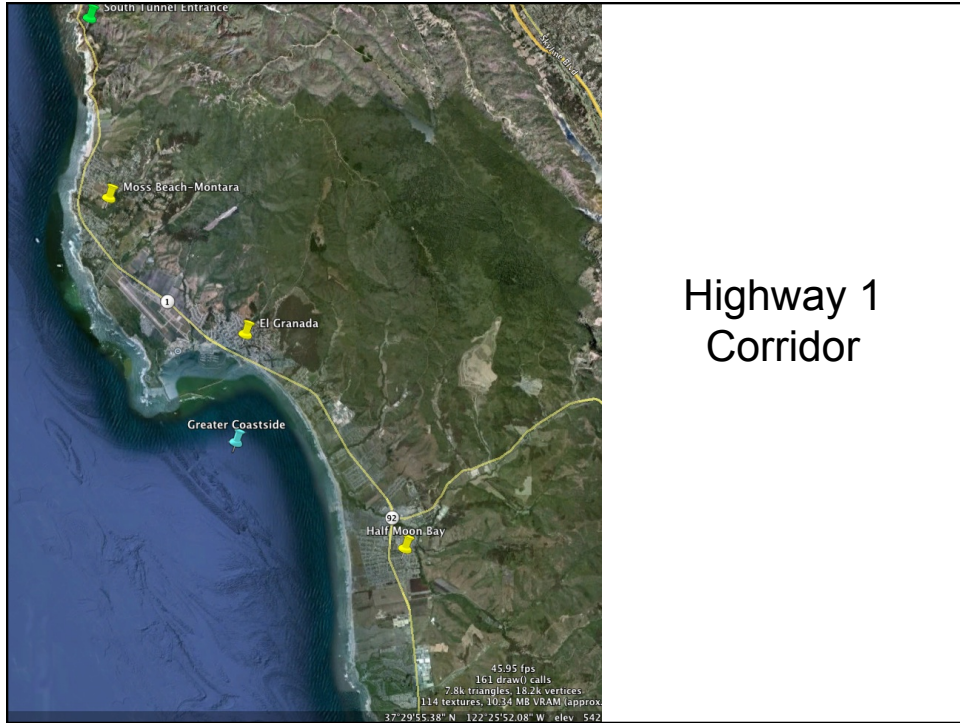 South Tunnel Entrance
Skyline Blvd
Moss Beach-Montara
1
El Granada
Greater Coastside
92
Half Moon Bay
45.95 fps
161 draw() calls
7.8k triangles, 18.2k vertices
114 textures, 10.34 MB VRAM (approx.
37°29'55.38" N 122°25'52.08" W elev 542
Highway 1
Corridor